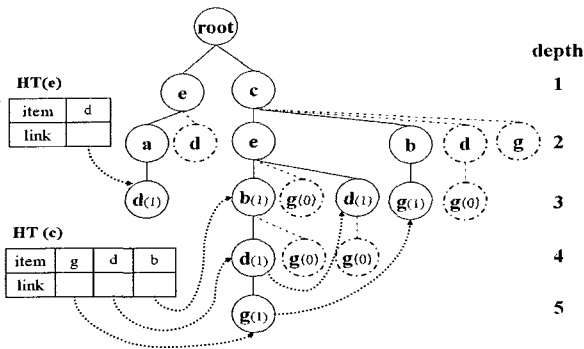 root
depth
HT(e)
e c 1
item d
link
a d e b d g 2
d(1) b(1) g(0) d(1) g(1) g(0) 3
HT (c)
item g d b
link
d(1) g(0) g(0) 4
g(1) 5